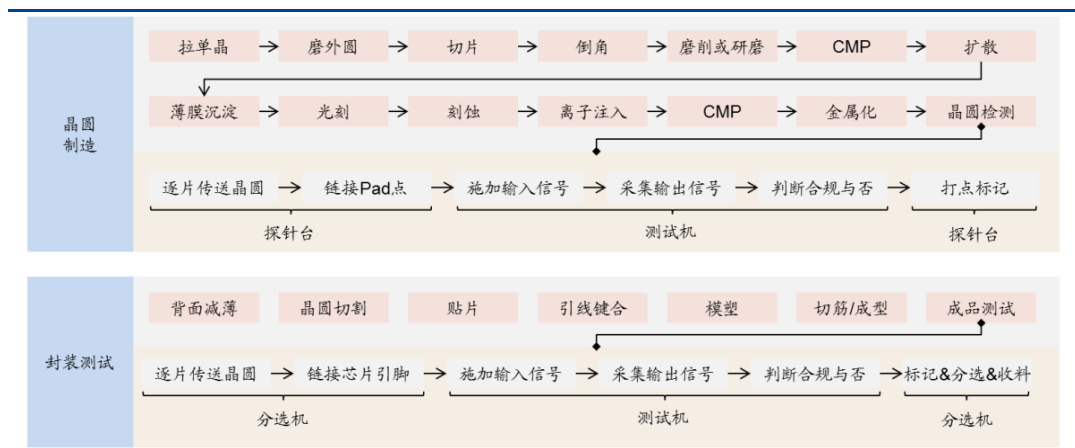 拉单晶
磨外圆
切片
倒角
磨削或研磨
CMP
扩散
薄膜沉淀
光刻
刻蚀
离子注入
CMP
金属化
晶圆检测
晶圆
制造
逐片传送晶圆
链接Pad点
施加输入信号
采集输出信号
判断合规与否
打点标记
探针台
测试机
探针台
背面减薄
晶圆切割
贴片
引线键合
模塑
切筋/成型
成品测试
封装测试
逐片传送晶圆
链接芯片引脚
施加输入信号
采集输出信号
判断合规与否
标记&分选&收料
分选机
测试机
分选机